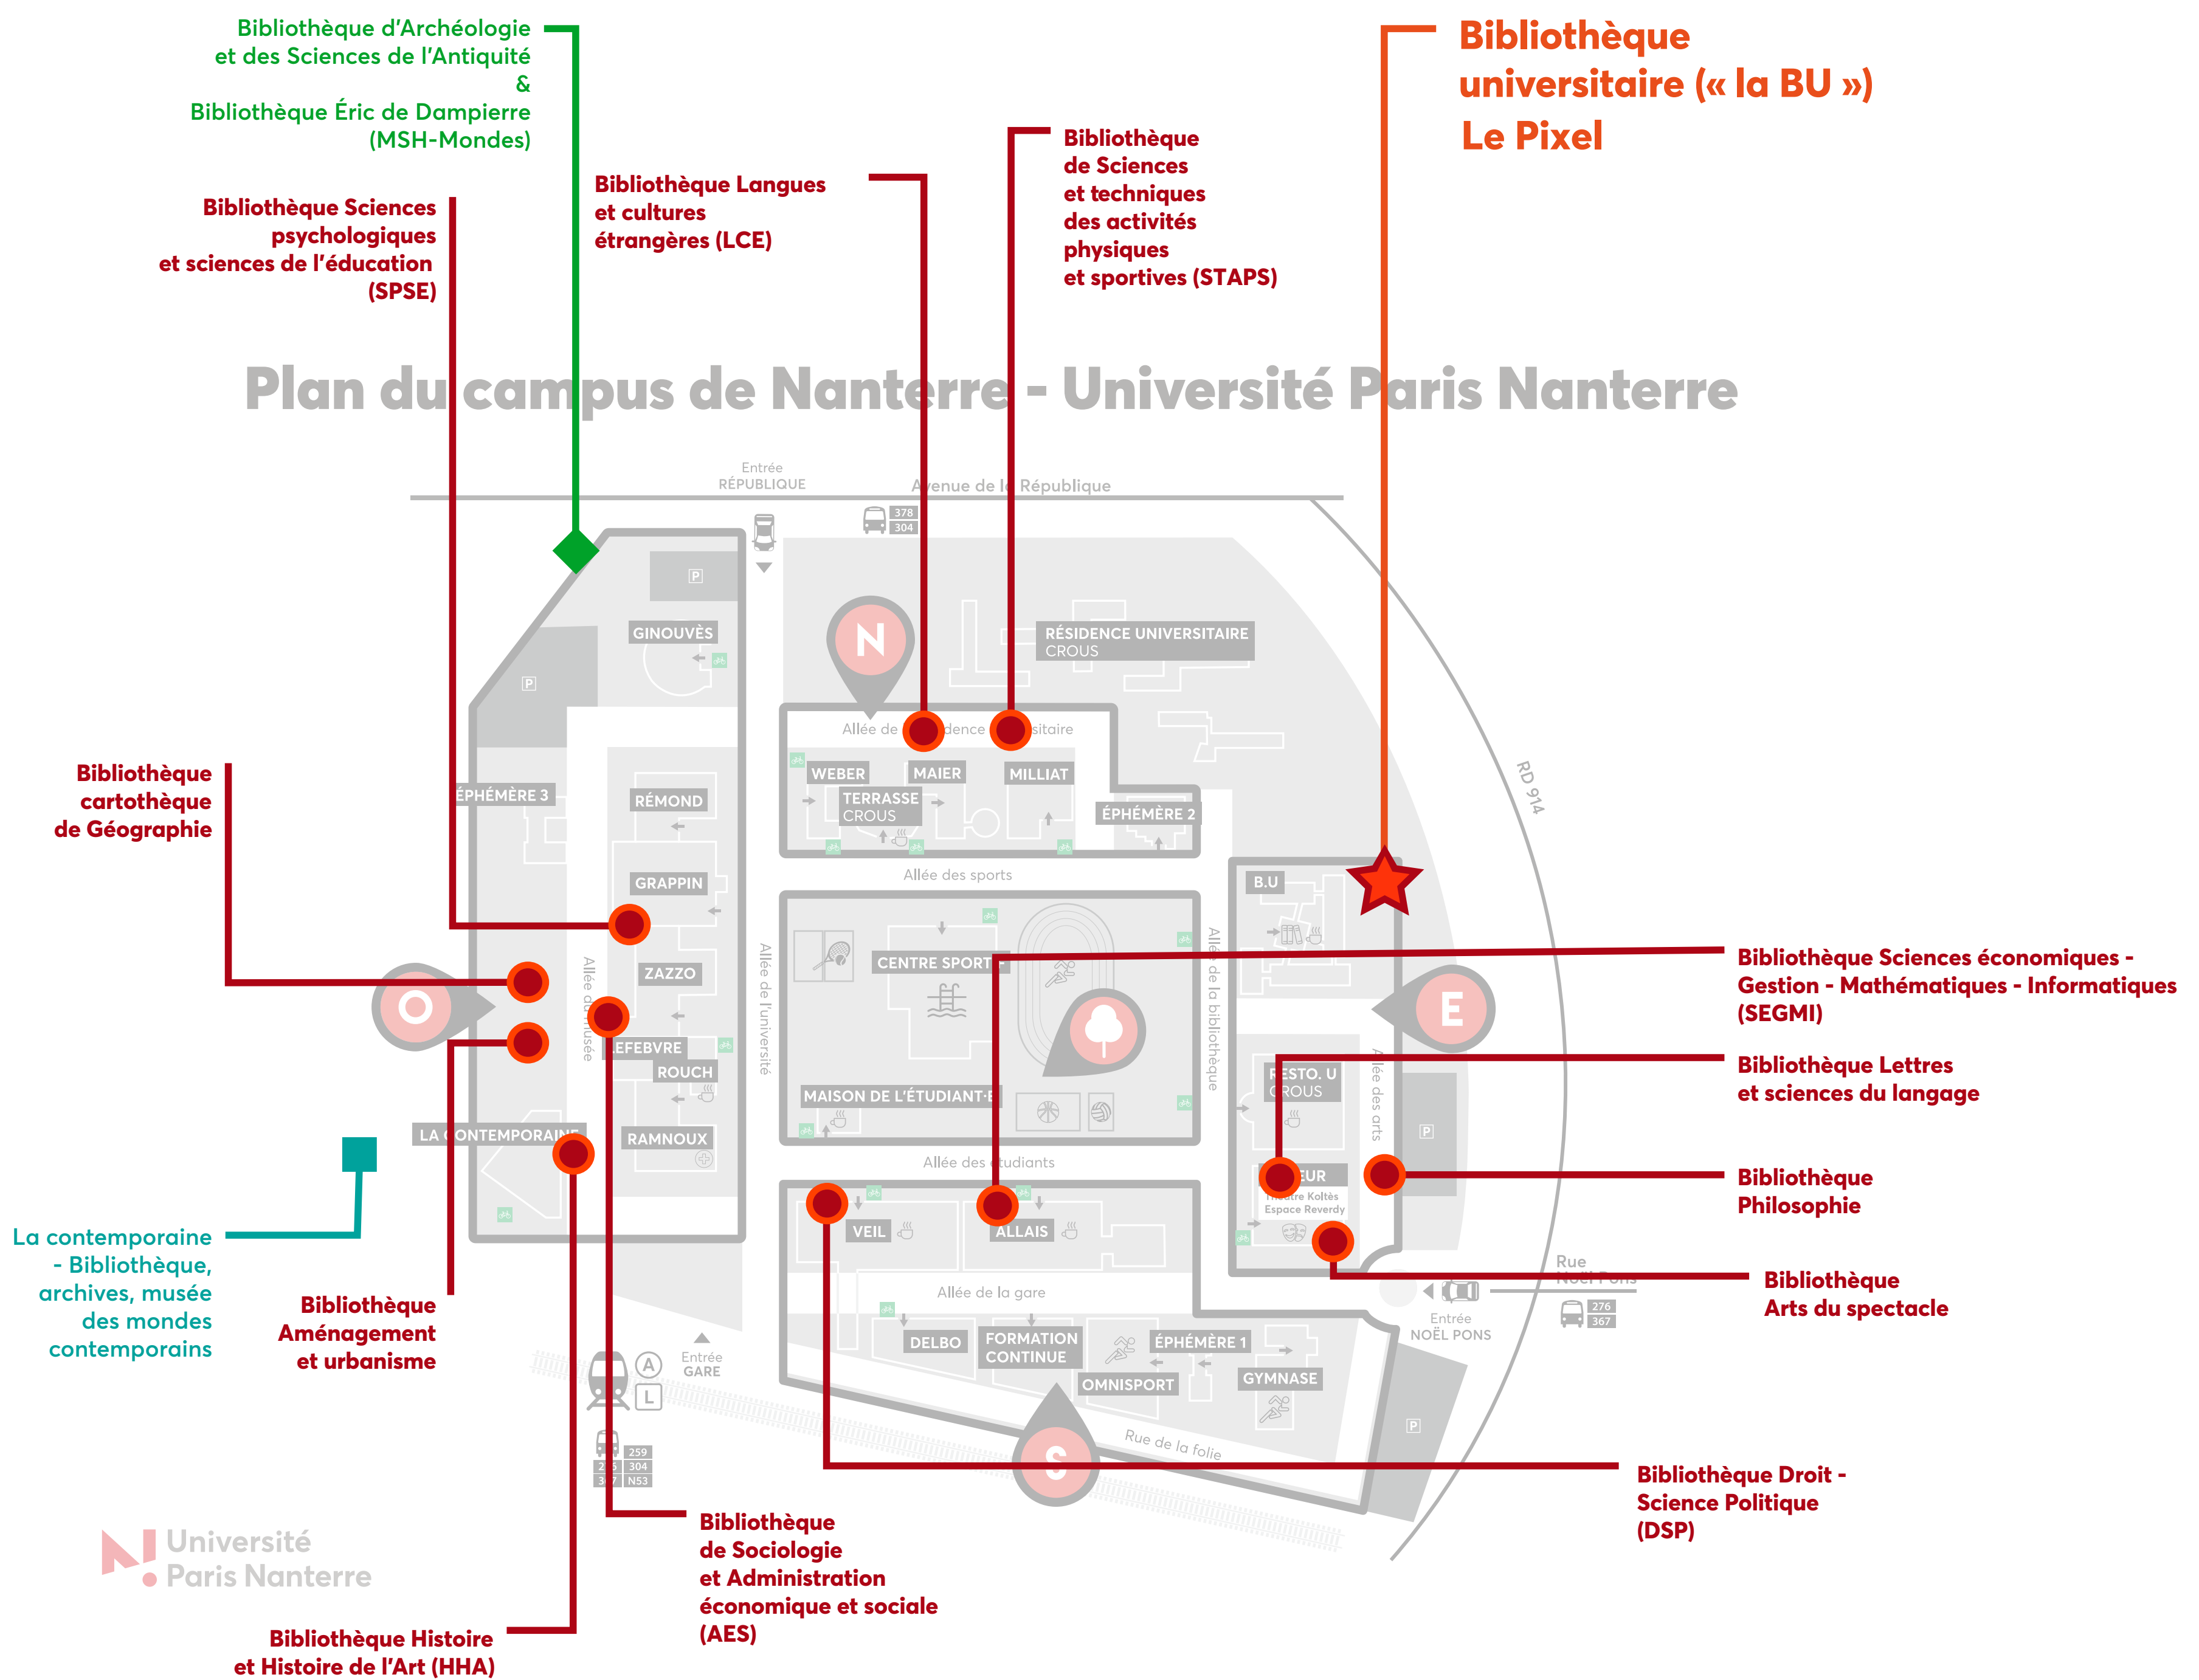 Bibliothèque d'Archéologie
et des Sciences de l'Antiquité
&
Bibliothèque Éric de Dampierre
(MSH-Mondes)
Bibliothèque
universitaire (« la BU »)
Le Pixel
Bibliothèque
de Sciences
et techniques
des activités
physiques
et sportives (STAPS)
Bibliothèque Langues
et cultures
étrangères (LCE)
Bibliothèque Sciences
psychologiques
et sciences de l'éducation
(SPSE)
Plan du campus de Nanterre - Université Paris Nanterre
Entrée
RÉPUBLIQUE
Avenue de la République
378
304
P
GINOUVÈS
N
RÉSIDENCE UNIVERSITAIRE
CROUS
P
Allée de
RD 914
Bibliothèque
cartothèque
de Géographie
ÉPHÉMÈRE 3
RÉMOND
WEBER
MAIER
MILLIAT
TERRASSE
CROUS
ÉPHÉMÈRE 2
Allée des sports
GRAPPIN
B.U
ZAZZO
CENTRE SPORTIF
Allée du musée
Allée de l'université
Allée de la bibliothèque
O
E
Bibliothèque Sciences économiques -
Gestion - Mathématiques - Informatiques
(SEGMI)
LEFEBVRE
ROUCH
RESTO. U
CROUS
Allée des arts
Bibliothèque Lettres
et sciences du langage
MAISON DE L'ÉTUDIANT·E
P
LA CONTEMPORAINE
RAMNOUX
Allée des étudiants
Théâtre Koltès
Espace Reverdy
Bibliothèque
Philosophie
VEIL
ALLAIS
La contemporaine
- Bibliothèque,
archives, musée
des mondes
contemporains
Bibliothèque
Aménagement
et urbanisme
Allée de la gare
Rue
Noël Pons
276
367
Entrée
NOËL PONS
Bibliothèque
Arts du spectacle
DELBO
FORMATION
CONTINUE
ÉPHÉMÈRE 1
OMNISPORT
GYMNASE
A
L
Entrée
GARE
P
Rue de la folie
S
259
304
N53
Bibliothèque Droit -
Science Politique
(DSP)
Bibliothèque
de Sociologie
et Administration
économique et sociale
(AES)
Université
Paris Nanterre
Bibliothèque Histoire
et Histoire de l'Art (HHA)